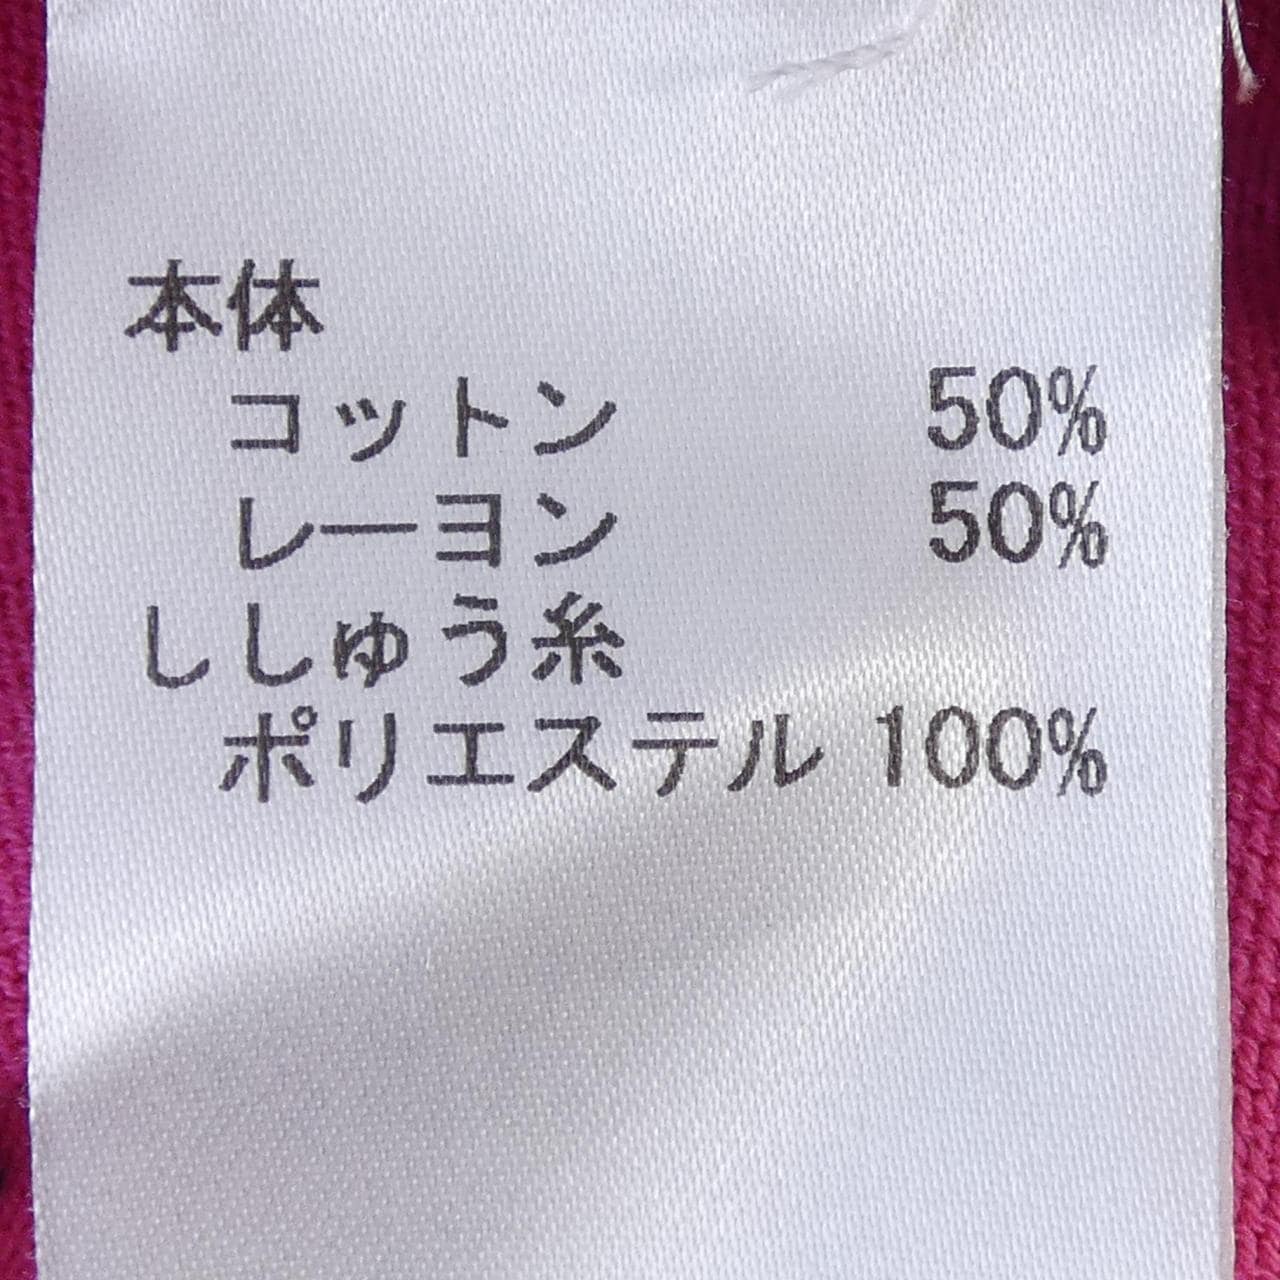 本体
コットン 50%
レーヨン 50%
ししゅう糸
ポリエステル 100%